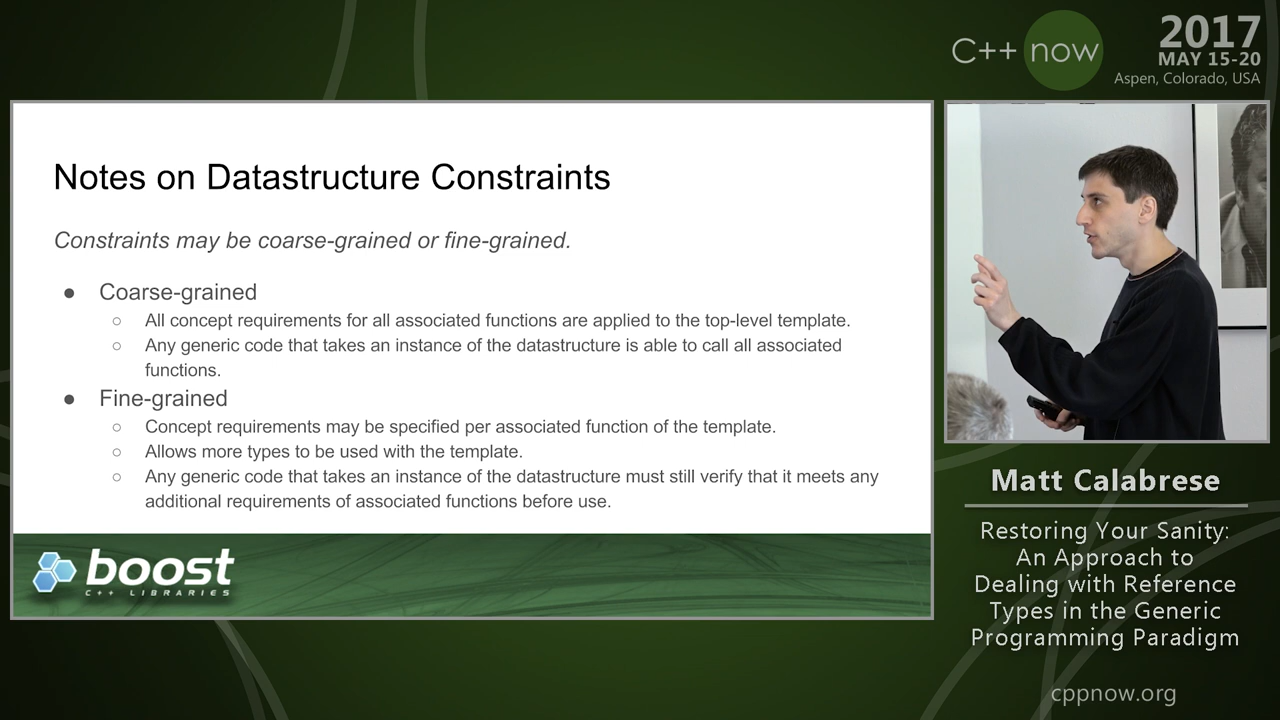 C++ now
2017
MAY 15-20
Aspen, Colorado, USA
Notes on Datastructure Constraints
Constraints may be coarse-grained or fine-grained.
● Coarse-grained
○ All concept requirements for all associated functions are applied to the top-level template.
○ Any generic code that takes an instance of the datastructure is able to call all associated
functions.
● Fine-grained
○ Concept requirements may be specified per associated function of the template.
○ Allows more types to be used with the template.
○ Any generic code that takes an instance of the datastructure must still verify that it meets any
additional requirements of associated functions before use.
boost
C++ LIBRARIES
Matt Calabrese
Restoring Your Sanity:
An Approach to
Dealing with Reference
Types in the Generic
Programming Paradigm
cppnow.org